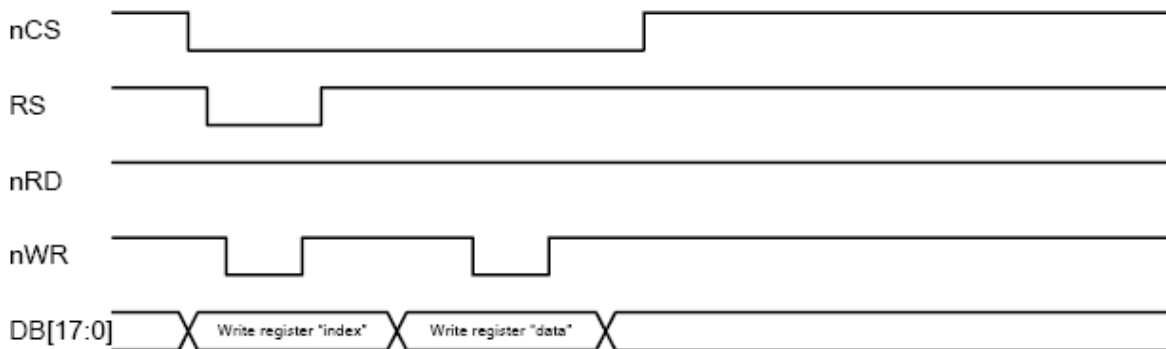 nCS
RS
nRD
nWR
DB[17:0]
Write register "index"
Write register "data"